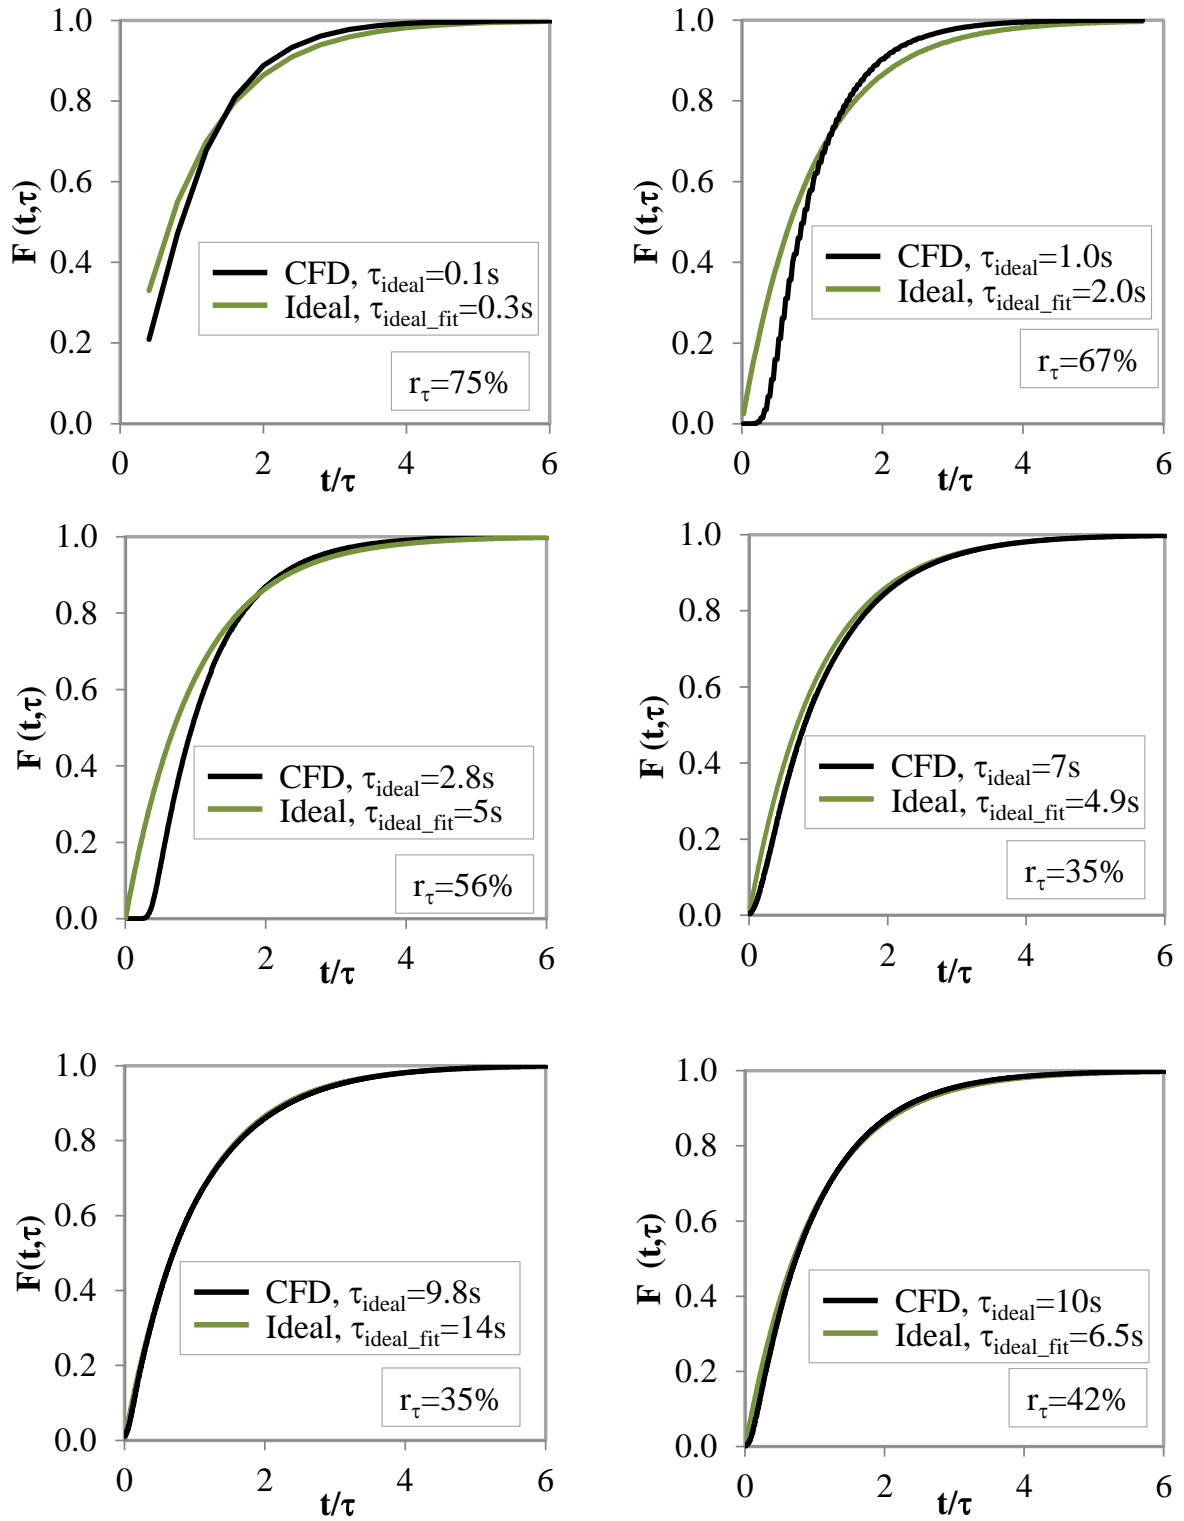 1.0
0.8
0.6
0.4
0.2
0.0
F (t,τ)
CFD, τideal=0.1s
Ideal, τideal_fit=0.3s
rτ=75%
0 2 4 6
t/τ
1.0
0.8
0.6
0.4
0.2
0.0
F (t,τ)
CFD, τideal=1.0s
Ideal, τideal_fit=2.0s
rτ=67%
0 2 4 6
t/τ
1.0
0.8
0.6
0.4
0.2
0.0
F (t,τ)
CFD, τideal=2.8s
Ideal, τideal_fit=5s
rτ=56%
0 2 4 6
t/τ
1.0
0.8
0.6
0.4
0.2
0.0
F (t,τ)
CFD, τideal=7s
Ideal, τideal_fit=4.9s
rτ=35%
0 2 4 6
t/τ
1.0
0.8
0.6
0.4
0.2
0.0
F(t,τ)
CFD, τideal=9.8s
Ideal, τideal_fit=14s
rτ=35%
0 2 4 6
t/τ
1.0
0.8
0.6
0.4
0.2
0.0
F (t,τ)
CFD, τideal=10s
Ideal, τideal_fit=6.5s
rτ=42%
0 2 4 6
t/τ